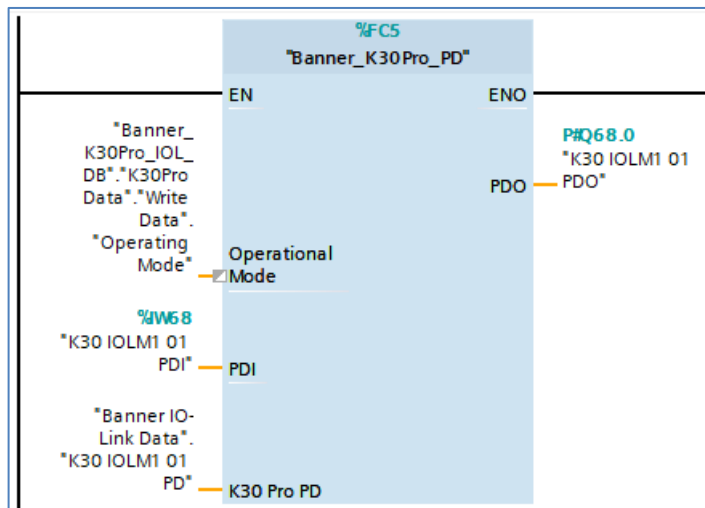 %FC5
"Banner_K30Pro_PD"
EN
ENO
"Banner_
K30Pro_IOL_
DB"."K30Pro
Data"."Write
Data".
"Operating
Mode"
Operational
Mode
P#Q68.0
"K30 IOLM1 01
PDO"
PDO
%IW68
"K30 IOLM1 01
PDI"
PDI
"Banner IO-
Link Data".
"K30 IOLM1 01
PD"
K30 Pro PD